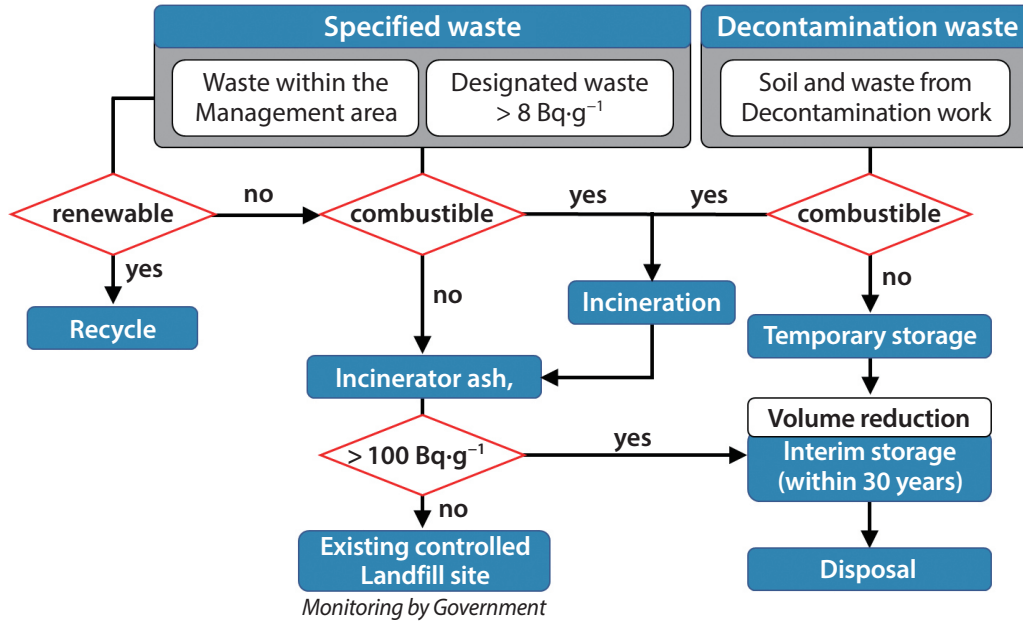 Specified waste
Decontamination waste
Waste within the
Management area
Designated waste
> 8 Bq·g⁻¹
Soil and waste from
Decontamination work
renewable
no
combustible
yes
yes
combustible
yes
no
no
Recycle
Incineration
Temporary storage
Incinerator ash,
Volume reduction
> 100 Bq·g⁻¹
yes
Interim storage
(within 30 years)
no
Existing controlled
Landfill site
Disposal
Monitoring by Government